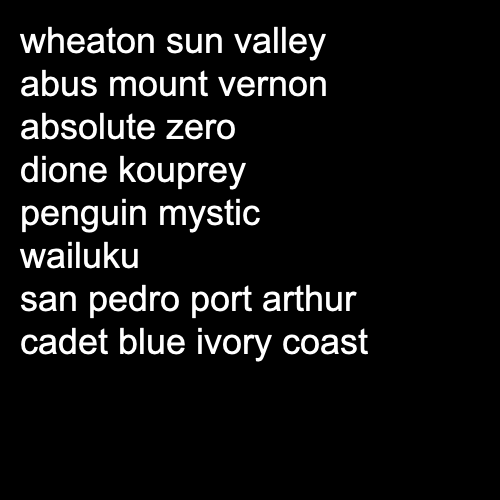 wheaton sun valley
abus mount vernon
absolute zero
dione kouprey
penguin mystic
wailuku
san pedro port arthur
cadet blue ivory coast